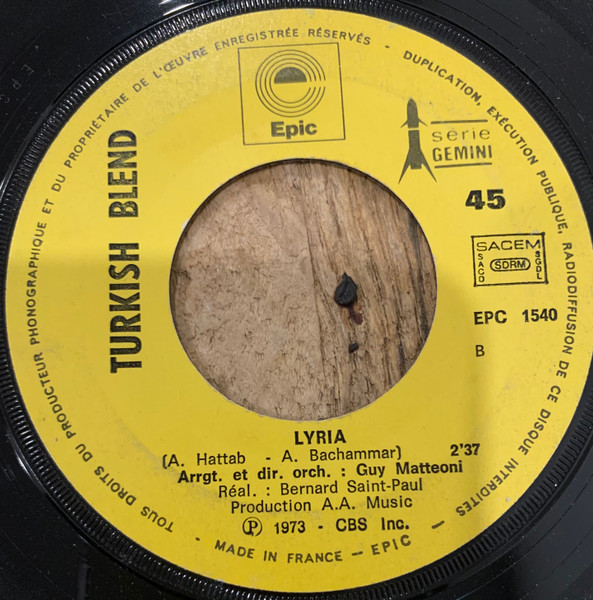 TOUS DROITS DU PRODUCTEUR PHONOGRAPHIQUE ET DU PROPRIÉTAIRE DE L'ŒUVRE ENREGISTRÉE RÉSERVÉS - DUPLICATION, EXÉCUTION PUBLIQUE, RADIODIFFUSION DE CE DISQUE INTERDITES
Epic
série
GEMINI
TURKISH BLEND
45
SACEM
SACD
SDRM
SGDL
EPC 1540
B
LYRIA
(A. Hattab - A. Bachammar) 2'37
Arrgt. et dir. orch. : Guy Matteoni
Réal. : Bernard Saint-Paul
Production A.A. Music
Ⓟ 1973 - CBS Inc.
- MADE IN FRANCE - EPIC -